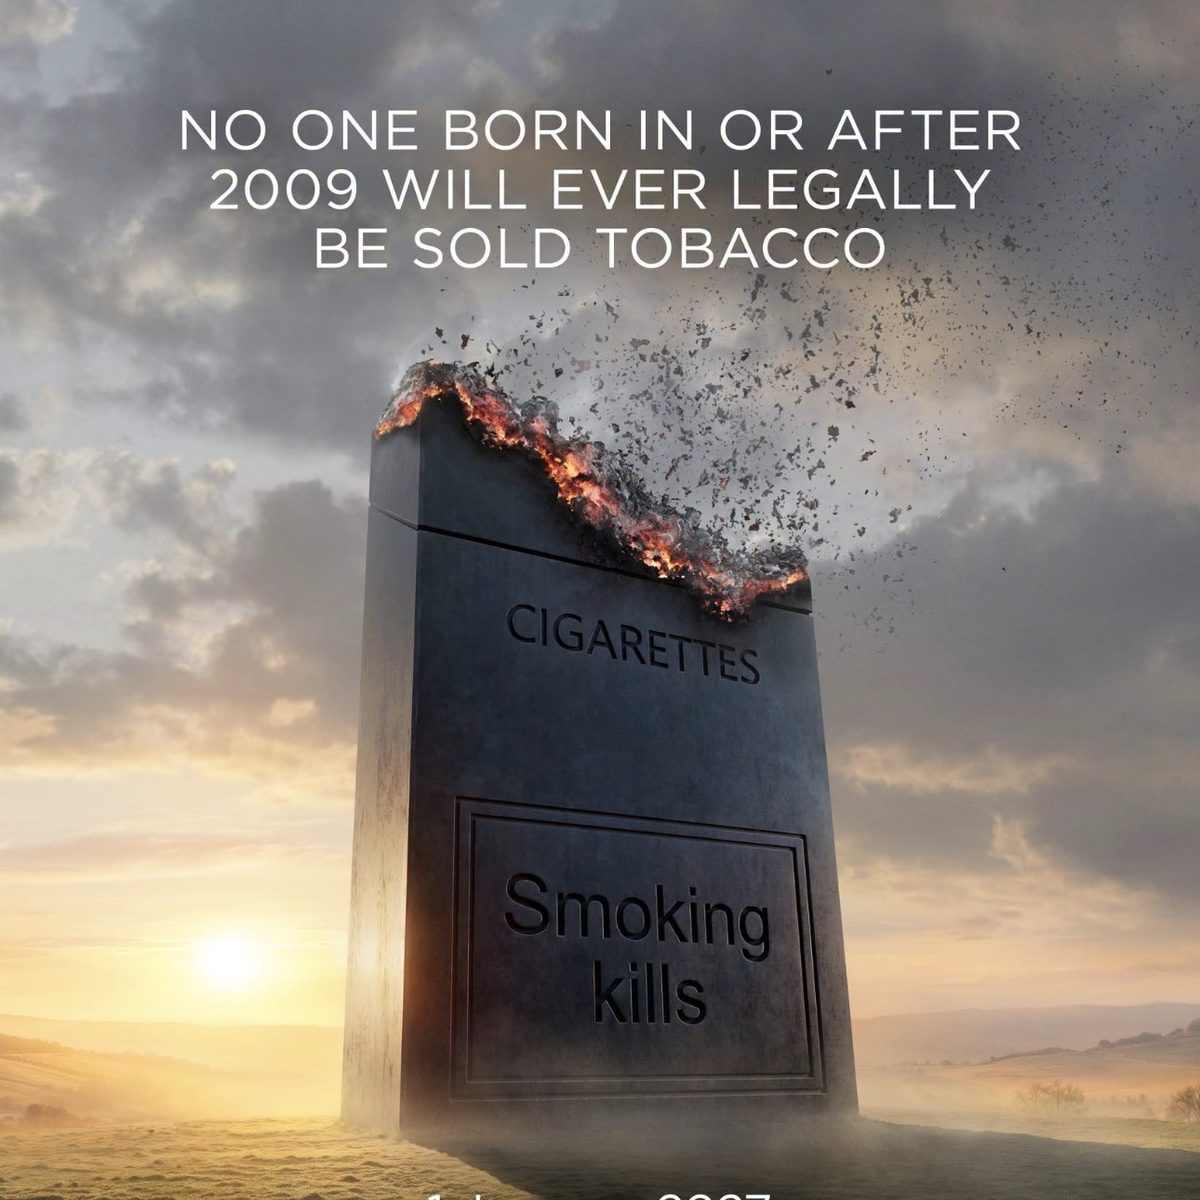 NO ONE BORN IN OR AFTER
2009 WILL EVER LEGALLY
BE SOLD TOBACCO
CIGARETTES
Smoking
kills